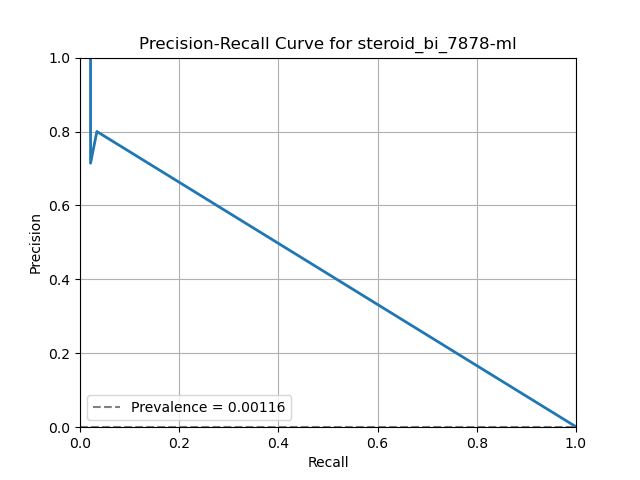 Precision-Recall Curve for steroid_bi_7878-ml
1.0
0.8
0.6
0.4
0.2
0.0
Precision
Prevalence = 0.00116
0.0 0.2 0.4 0.6 0.8 1.0
Recall